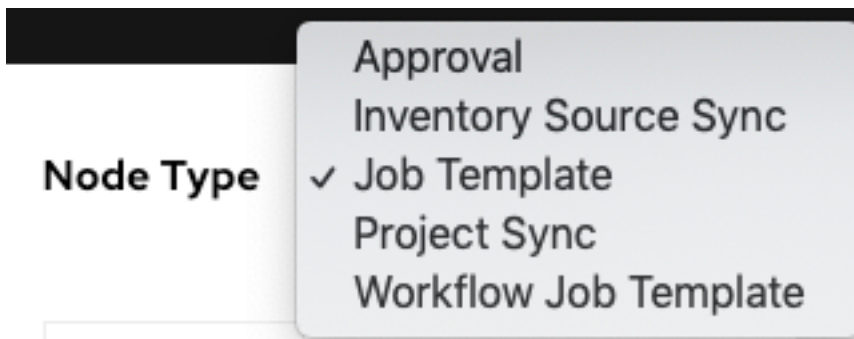 Approval
Inventory Source Sync
Node Type ✓ Job Template
Project Sync
Workflow Job Template